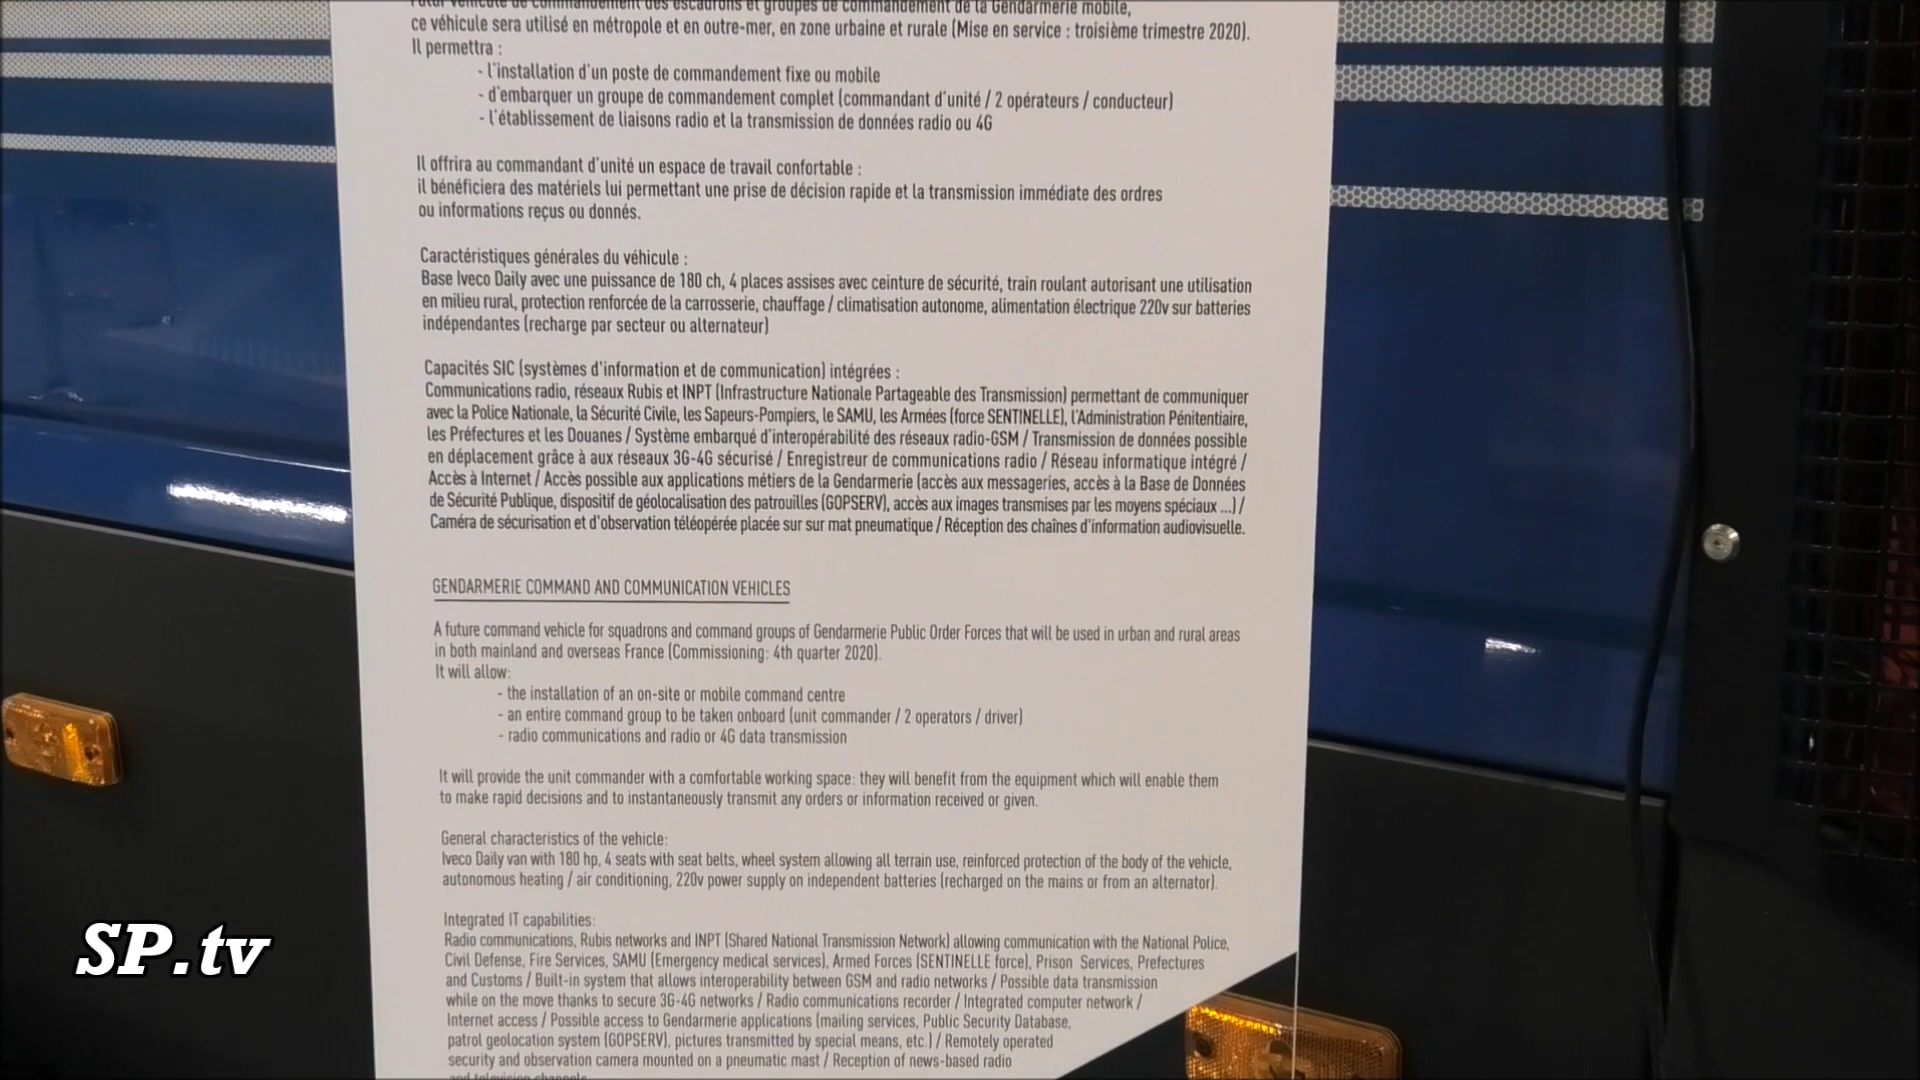 Futur véhicule de commandement des escadrons et groupes de commandement de la Gendarmerie mobile,
ce véhicule sera utilisé en métropole et en outre-mer, en zone urbaine et rurale (Mise en service : troisième trimestre 2020).
Il permettra :
- l'installation d'un poste de commandement fixe ou mobile
- d'embarquer un groupe de commandement complet (commandant d'unité / 2 opérateurs / conducteur)
- l'établissement de liaisons radio et la transmission de données radio ou 4G
Il offrira au commandant d'unité un espace de travail confortable :
il bénéficiera des matériels lui permettant une prise de décision rapide et la transmission immédiate des ordres
ou informations reçus ou donnés.
Caractéristiques générales du véhicule :
Base Iveco Daily avec une puissance de 180 ch, 4 places assises avec ceinture de sécurité, train roulant autorisant une utilisation
en milieu rural, protection renforcée de la carrosserie, chauffage / climatisation autonome, alimentation électrique 220v sur batteries
indépendantes (recharge par secteur ou alternateur)
Capacités SIC (systèmes d'information et de communication) intégrées :
Communications radio, réseaux Rubis et INPT (Infrastructure Nationale Partageable des Transmission) permettant de communiquer
avec la Police Nationale, la Sécurité Civile, les Sapeurs-Pompiers, le SAMU, les Armées (force SENTINELLE), l'Administration Pénitentiaire,
les Préfectures et les Douanes / Système embarqué d'interopérabilité des réseaux radio-GSM / Transmission de données possible
en déplacement grâce à aux réseaux 3G-4G sécurisé / Enregistreur de communications radio / Réseau informatique intégré /
Accès à Internet / Accès possible aux applications métiers de la Gendarmerie (accès aux messageries, accès à la Base de Données
de Sécurité Publique, dispositif de géolocalisation des patrouilles (GOPSERV), accès aux images transmises par les moyens spéciaux ...) /
Caméra de sécurisation et d'observation téléopérée placée sur sur mat pneumatique / Réception des chaînes d'information audiovisuelle.
GENDARMERIE COMMAND AND COMMUNICATION VEHICLES
A future command vehicle for squadrons and command groups of Gendarmerie Public Order Forces that will be used in urban and rural areas
in both mainland and overseas France (Commissioning: 4th quarter 2020).
It will allow:
- the installation of an on-site or mobile command centre
- an entire command group to be taken onboard (unit commander / 2 operators / driver)
- radio communications and radio or 4G data transmission
It will provide the unit commander with a comfortable working space: they will benefit from the equipment which will enable them
to make rapid decisions and to instantaneously transmit any orders or information received or given.
General characteristics of the vehicle:
Iveco Daily van with 180 hp, 4 seats with seat belts, wheel system allowing all terrain use, reinforced protection of the body of the vehicle,
autonomous heating / air conditioning, 220v power supply on independent batteries (recharged on the mains or from an alternator).
Integrated IT capabilities:
Radio communications, Rubis networks and INPT (Shared National Transmission Network) allowing communication with the National Police,
Civil Defense, Fire Services, SAMU (Emergency medical services), Armed Forces (SENTINELLE force), Prison Services, Prefectures
and Customs / Built-in system that allows interoperability between GSM and radio networks / Possible data transmission
while on the move thanks to secure 3G-4G networks / Radio communications recorder / Integrated computer network /
Internet access / Possible access to Gendarmerie applications (mailing services, Public Security Database,
patrol geolocation system (GOPSERV), pictures transmitted by special means, etc.) / Remotely operated
security and observation camera mounted on a pneumatic mast / Reception of news-based radio
and television channels
SP.tv